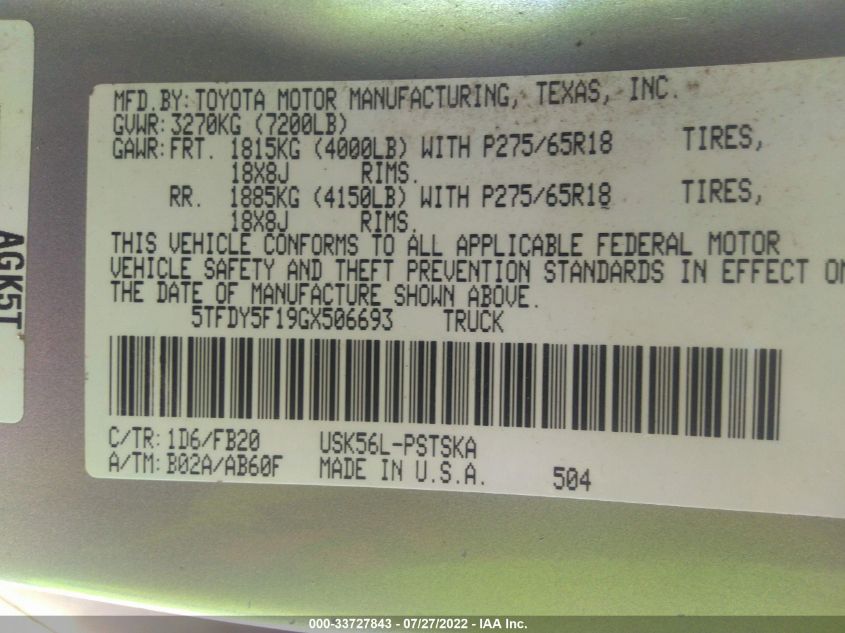 MFD.BY:TOYOTA MOTOR MANUFACTURING, TEXAS, INC.
GVWR:3270KG (7200LB)
GAWR:FRT. 1815KG (4000LB) WITH P275/65R18 TIRES,
18X8J RIMS.
RR. 1885KG (4150LB) WITH P275/65R18 TIRES,
18X8J RIMS.
THIS VEHICLE CONFORMS TO ALL APPLICABLE FEDERAL MOTOR
VEHICLE SAFETY AND THEFT PREVENTION STANDARDS IN EFFECT ON
THE DATE OF MANUFACTURE SHOWN ABOVE.
5TFDY5F19GX506693 TRUCK
C/TR:1D6/FB20 USK56L-PSTSKA
A/TM:B02A/AB60F MADE IN U.S.A. 504
AGK5T
000-33727843 - 07/27/2022 - IAA Inc.